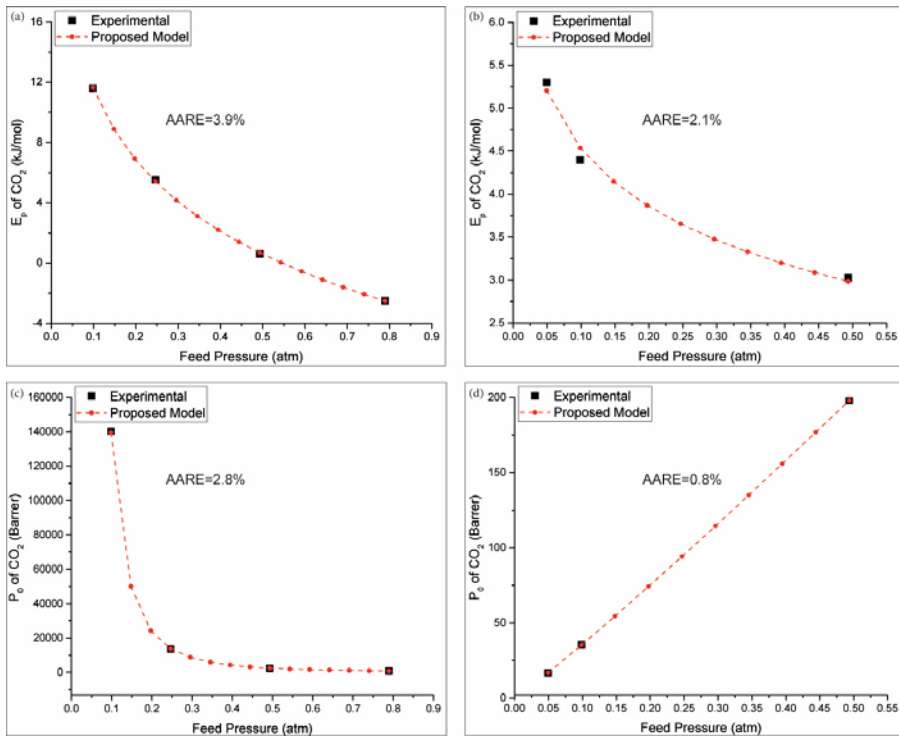 (a)
Experimental
Proposed Model
AARE=3.9%
E_p of CO₂ (kJ/mol)
16
12
8
4
0
-4
0.0 0.1 0.2 0.3 0.4 0.5 0.6 0.7 0.8 0.9
Feed Pressure (atm)
(b)
Experimental
Proposed Model
AARE=2.1%
E_p of CO₂ (kJ/mol)
6.0
5.5
5.0
4.5
4.0
3.5
3.0
2.5
0.00 0.05 0.10 0.15 0.20 0.25 0.30 0.35 0.40 0.45 0.50 0.55
Feed Pressure (atm)
(c)
Experimental
Proposed Model
AARE=2.8%
P₀ of CO₂ (Barrer)
160000
140000
120000
100000
80000
60000
40000
20000
0
0.0 0.1 0.2 0.3 0.4 0.5 0.6 0.7 0.8 0.9
Feed Pressure (atm)
(d)
Experimental
Proposed Model
AARE=0.8%
P₀ of CO₂ (Barrer)
200
150
100
50
0
0.00 0.05 0.10 0.15 0.20 0.25 0.30 0.35 0.40 0.45 0.50 0.55
Feed Pressure (atm)